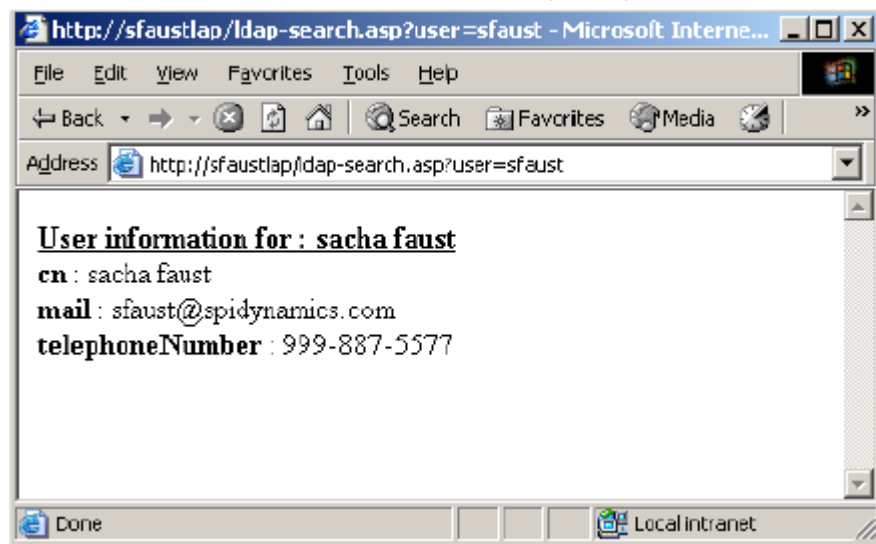 http://sfaustlap/ldap-search.asp?user=sfaust - Microsoft Interne...
File Edit View Favorites Tools Help
Back Search Favorites Media »
Address http://sfaustlap/ldap-search.asp?user=sfaust
User information for : sacha faust
cn : sacha faust
mail : sfaust@spidynamics.com
telephoneNumber : 999-887-5577
Done Local intranet